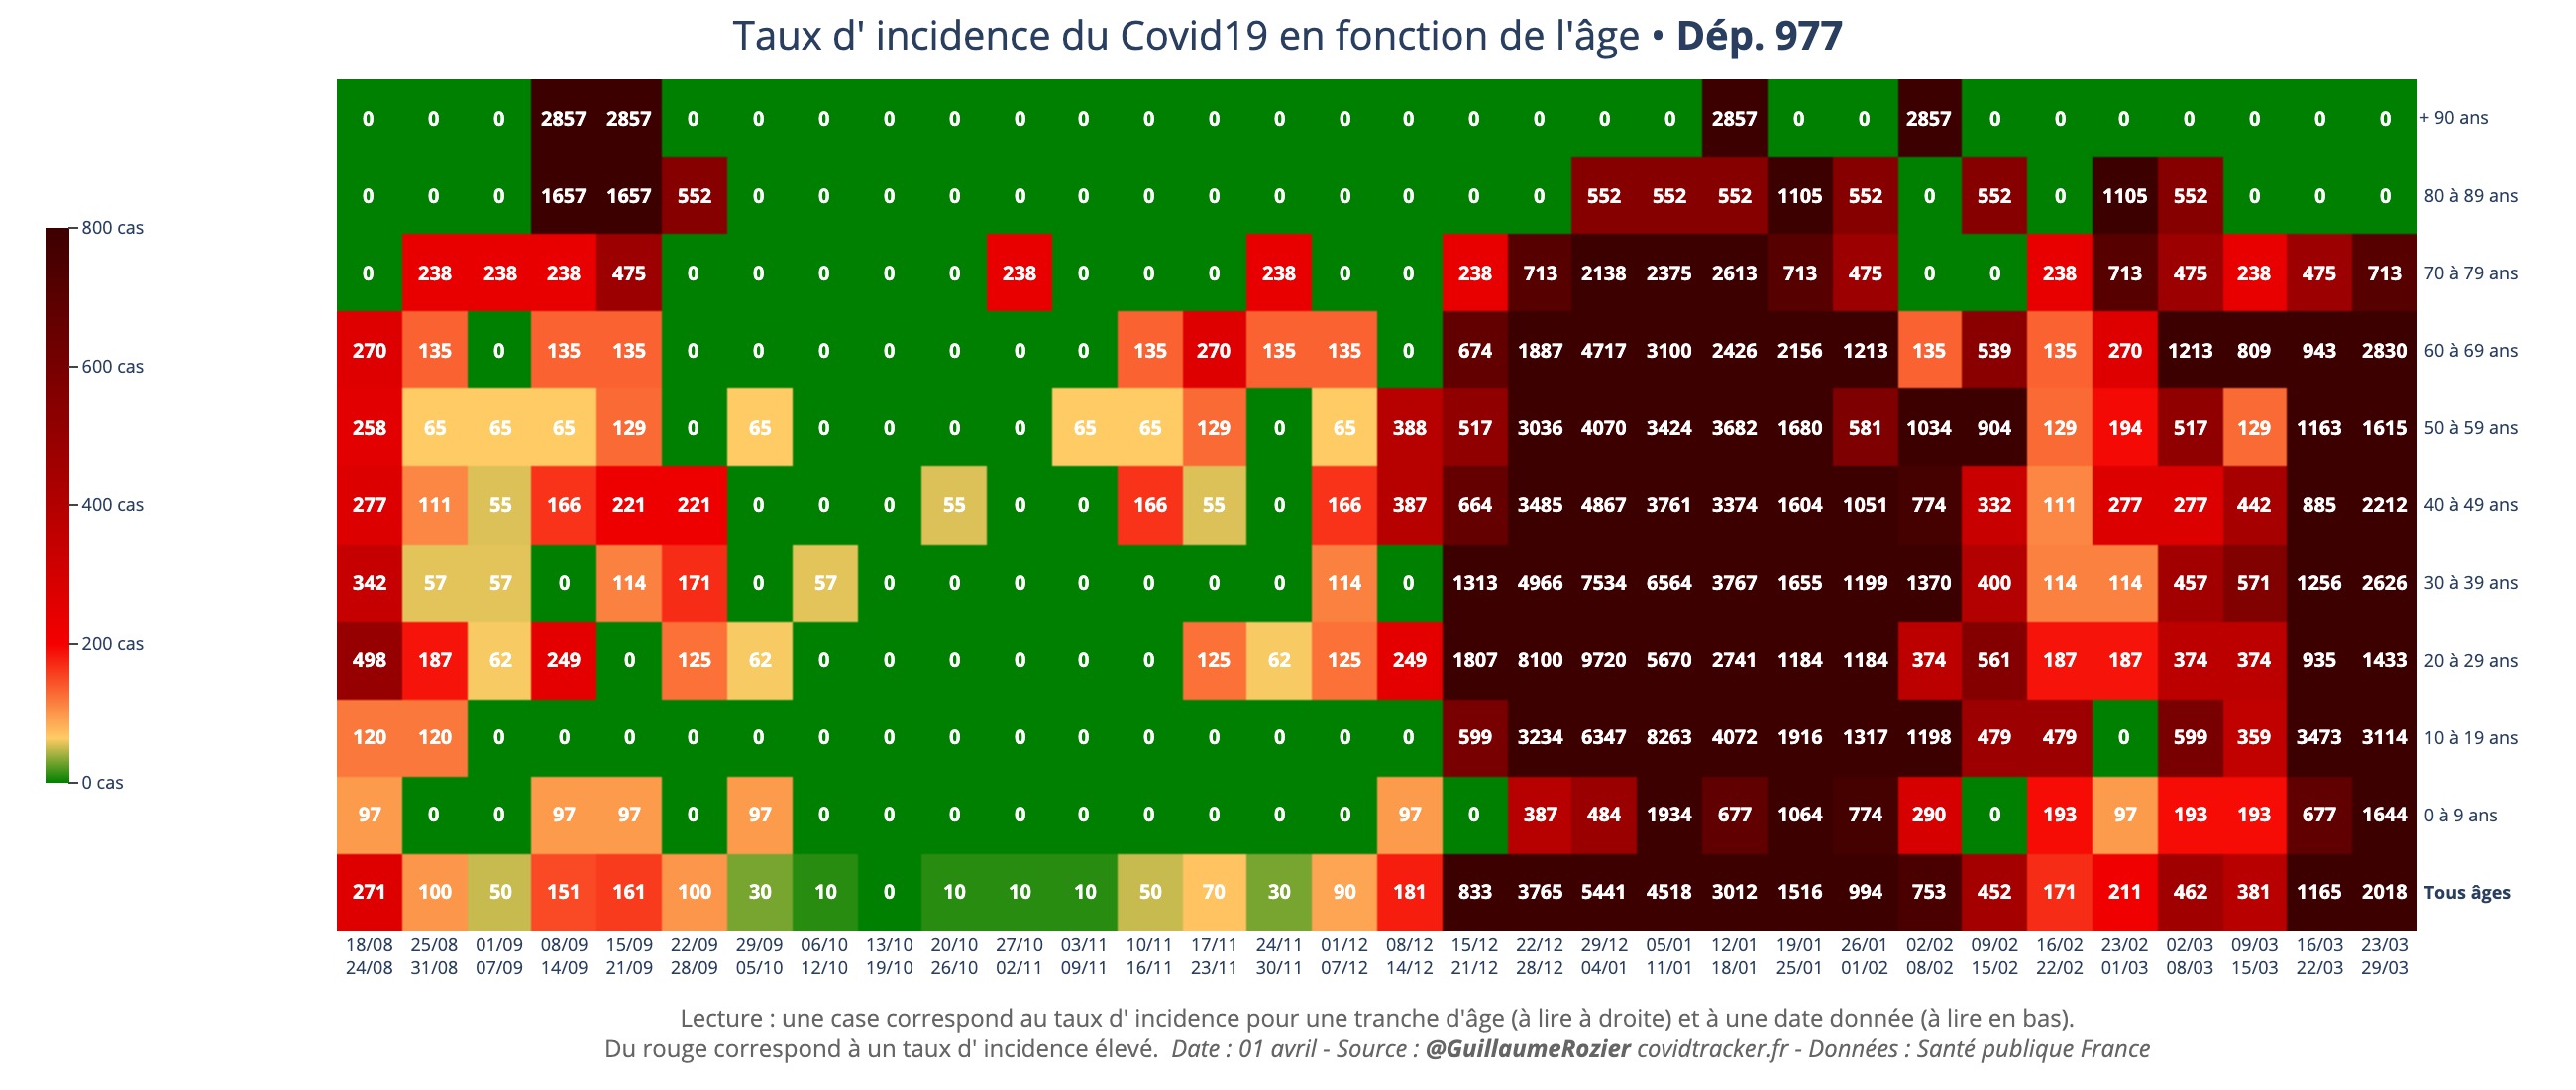 Taux d' incidence du Covid19 en fonction de l'âge • Dép. 977
0 0 0 2857 2857 0 0 0 0 0 0 0 0 0 0 0 0 0 0 0 0 2857 0 0 2857 0 0 0 0 0 0 0 + 90 ans
0 0 0 1657 1657 552 0 0 0 0 0 0 0 0 0 0 0 0 0 552 552 552 1105 552 0 552 0 1105 552 0 0 0 80 à 89 ans
800 cas
0 238 238 238 475 0 0 0 0 0 238 0 0 0 238 0 0 238 713 2138 2375 2613 713 475 0 0 238 713 475 238 475 713 70 à 79 ans
270 135 0 135 135 0 0 0 0 0 0 0 135 270 135 135 0 674 1887 4717 3100 2426 2156 1213 135 539 135 270 1213 809 943 2830 60 à 69 ans
600 cas
258 65 65 65 129 0 65 0 0 0 0 65 65 129 0 65 388 517 3036 4070 3424 3682 1680 581 1034 904 129 194 517 129 1163 1615 50 à 59 ans
400 cas
277 111 55 166 221 221 0 0 0 55 0 0 166 55 0 166 387 664 3485 4867 3761 3374 1604 1051 774 332 111 277 277 442 885 2212 40 à 49 ans
342 57 57 0 114 171 0 57 0 0 0 0 0 0 0 114 0 1313 4966 7534 6564 3767 1655 1199 1370 400 114 114 457 571 1256 2626 30 à 39 ans
200 cas
498 187 62 249 0 125 62 0 0 0 0 0 0 125 62 125 249 1807 8100 9720 5670 2741 1184 1184 374 561 187 187 374 374 935 1433 20 à 29 ans
120 120 0 0 0 0 0 0 0 0 0 0 0 0 0 0 0 599 3234 6347 8263 4072 1916 1317 1198 479 479 0 599 359 3473 3114 10 à 19 ans
0 cas
97 0 0 97 97 0 97 0 0 0 0 0 0 0 0 0 97 0 387 484 1934 677 1064 774 290 0 193 97 193 193 677 1644 0 à 9 ans
271 100 50 151 161 100 30 10 0 10 10 10 50 70 30 90 181 833 3765 5441 4518 3012 1516 994 753 452 171 211 462 381 1165 2018 Tous âges
18/08 25/08 01/09 08/09 15/09 22/09 29/09 06/10 13/10 20/10 27/10 03/11 10/11 17/11 24/11 01/12 08/12 15/12 22/12 29/12 05/01 12/01 19/01 26/01 02/02 09/02 16/02 23/02 02/03 09/03 16/03 23/03
24/08 31/08 07/09 14/09 21/09 28/09 05/10 12/10 19/10 26/10 02/11 09/11 16/11 23/11 30/11 07/12 14/12 21/12 28/12 04/01 11/01 18/01 25/01 01/02 08/02 15/02 22/02 01/03 08/03 15/03 22/03 29/03
Lecture : une case correspond au taux d' incidence pour une tranche d'âge (à lire à droite) et à une date donnée (à lire en bas).
Du rouge correspond à un taux d' incidence élevé. Date : 01 avril - Source : @GuillaumeRozier covidtracker.fr - Données : Santé publique France